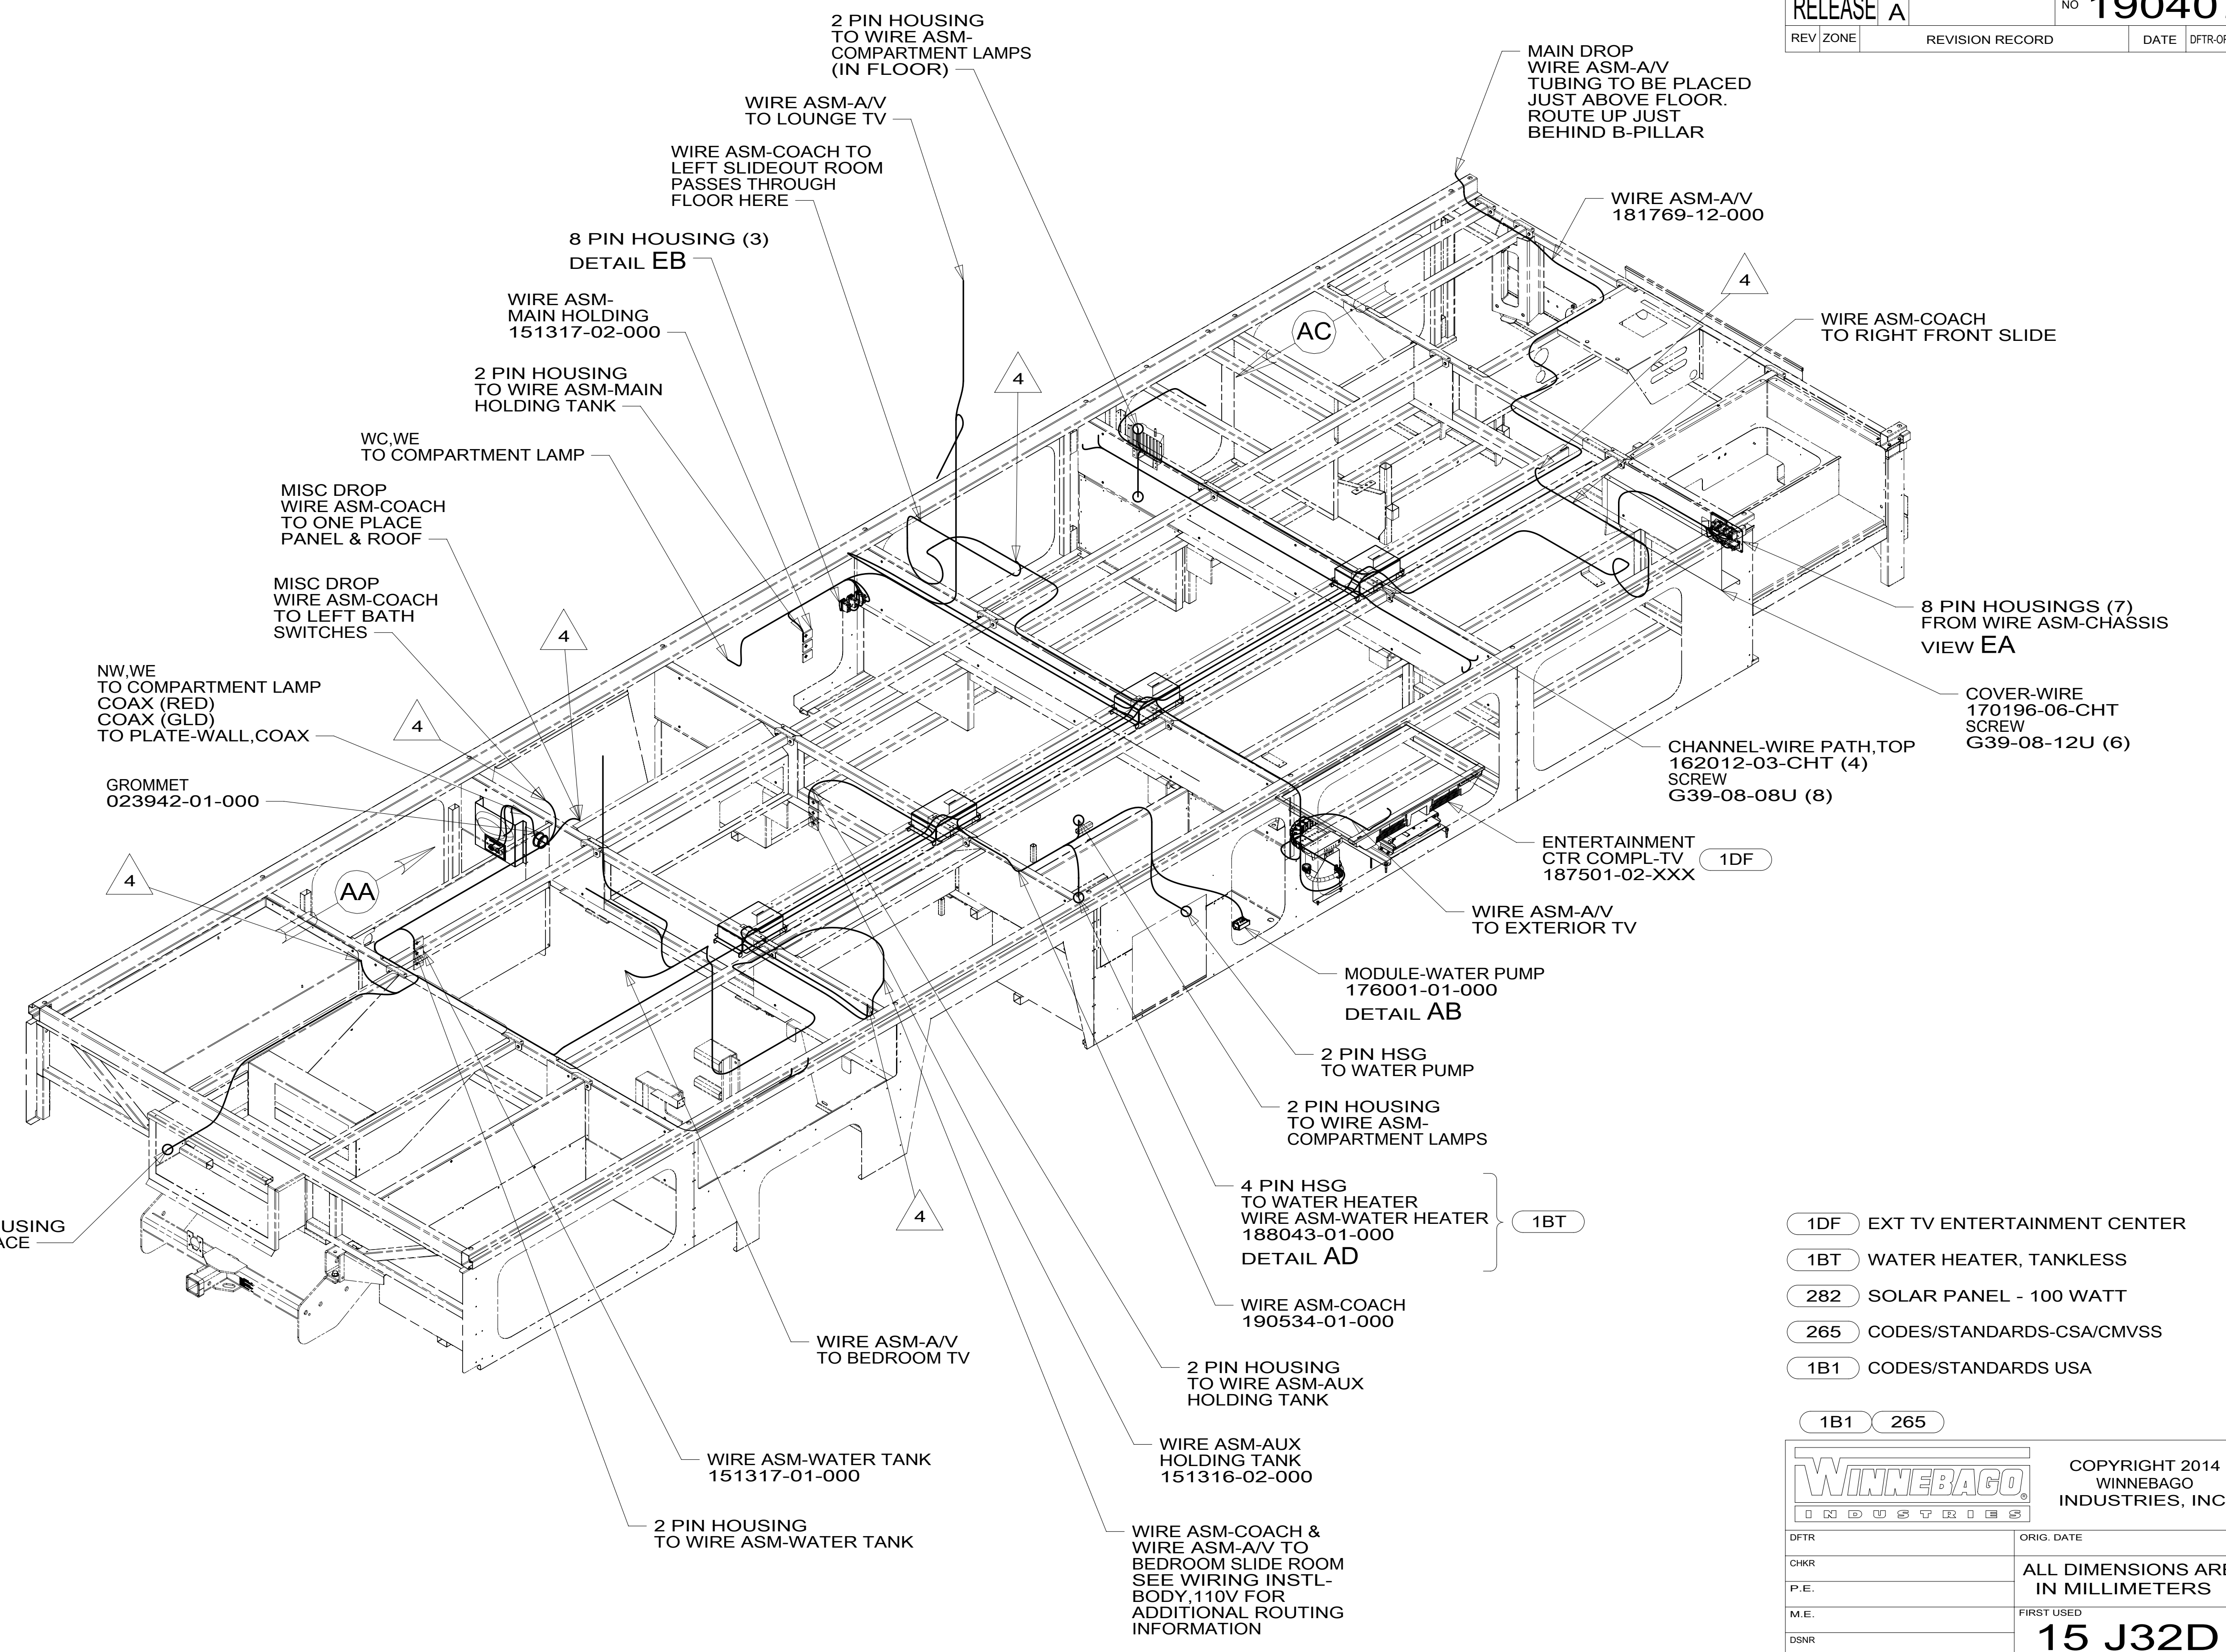 2 PIN HOUSING
TO WIRE ASM-
COMPARTMENT LAMPS
(IN FLOOR)
WIRE ASM-A/V
TO LOUNGE TV
WIRE ASM-COACH TO
LEFT SLIDEOUT ROOM
PASSES THROUGH
FLOOR HERE
8 PIN HOUSING (3)
DETAIL EB
WIRE ASM-
MAIN HOLDING
151317-02-000
2 PIN HOUSING
TO WIRE ASM-MAIN
HOLDING TANK
WC,WE
TO COMPARTMENT LAMP
MISC DROP
WIRE ASM-COACH
TO ONE PLACE
PANEL & ROOF
MISC DROP
WIRE ASM-COACH
TO LEFT BATH
SWITCHES
NW,WE
TO COMPARTMENT LAMP
COAX (RED)
COAX (GLD)
TO PLATE-WALL,COAX
GROMMET
023942-01-000
4
4
4
4
4
4
AA
AC
RELEASE A
NO
REV ZONE REVISION RECORD DATE
MAIN DROP
WIRE ASM-A/V
TUBING TO BE PLACED
JUST ABOVE FLOOR.
ROUTE UP JUST
BEHIND B-PILLAR
WIRE ASM-A/V
181769-12-000
WIRE ASM-COACH
TO RIGHT FRONT SLIDE
8 PIN HOUSINGS (7)
FROM WIRE ASM-CHASSIS
VIEW EA
COVER-WIRE
170196-06-CHT
SCREW
G39-08-12U (6)
CHANNEL-WIRE PATH,TOP
162012-03-CHT (4)
SCREW
G39-08-08U (8)
ENTERTAINMENT
CTR COMPL-TV
187501-02-XXX
1DF
WIRE ASM-A/V
TO EXTERIOR TV
MODULE-WATER PUMP
176001-01-000
DETAIL AB
2 PIN HSG
TO WATER PUMP
2 PIN HOUSING
TO WIRE ASM-
COMPARTMENT LAMPS
4 PIN HSG
TO WATER HEATER
WIRE ASM-WATER HEATER
188043-01-000
DETAIL AD
1BT
WIRE ASM-COACH
190534-01-000
2 PIN HOUSING
TO WIRE ASM-AUX
HOLDING TANK
WIRE ASM-AUX
HOLDING TANK
151316-02-000
WIRE ASM-COACH &
WIRE ASM-A/V TO
BEDROOM SLIDE ROOM
SEE WIRING INSTL-
BODY,110V FOR
ADDITIONAL ROUTING
INFORMATION
WIRE ASM-A/V
TO BEDROOM TV
WIRE ASM-WATER TANK
151317-01-000
2 PIN HOUSING
TO WIRE ASM-WATER TANK
1DF EXT TV ENTERTAINMENT CENTER
1BT WATER HEATER, TANKLESS
282 SOLAR PANEL - 100 WATT
265 CODES/STANDARDS-CSA/CMVSS
1B1 CODES/STANDARDS USA
1B1 265
WINNEBAGO
INDUSTRIES
COPYRIGHT 2014
WINNEBAGO
INDUSTRIES, INC
DFTR
CHKR
P.E.
M.E.
DSNR
ORIG. DATE
ALL DIMENSIONS ARE
IN MILLIMETERS
FIRST USED
15 J32D